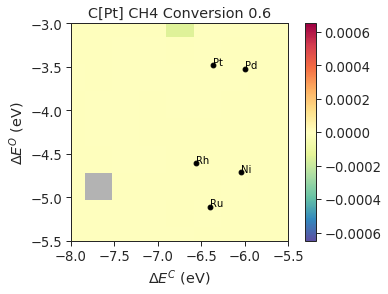 C[Pt] CH4 Conversion 0.6
−3.0
−3.5
−4.0
−4.5
−5.0
−5.5
ΔE^O (eV)
Pt
Pd
Rh
Ni
Ru
−8.0 −7.5 −7.0 −6.5 −6.0 −5.5
ΔE^C (eV)
0.0006
0.0004
0.0002
0.0000
−0.0002
−0.0004
−0.0006